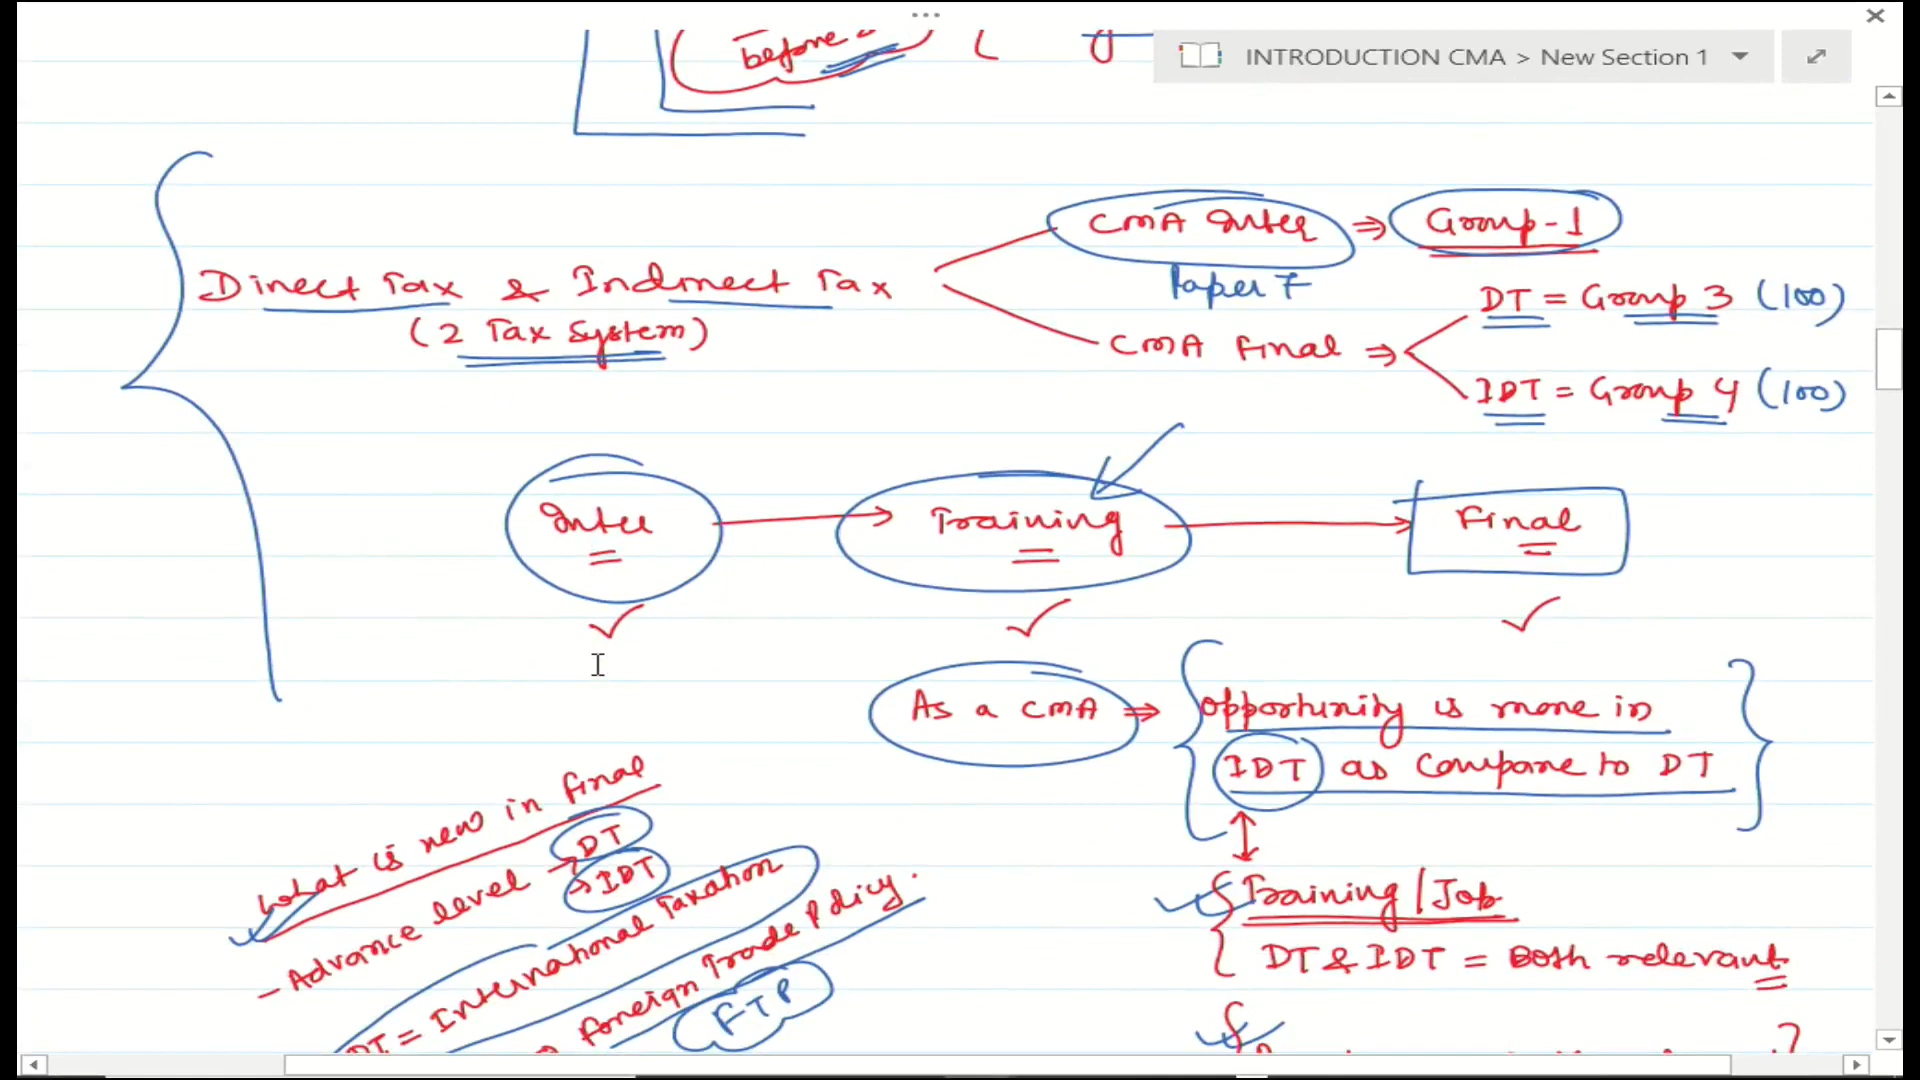 before
INTRODUCTION CMA > New Section 1
CMA Inter ⇒ Group-1
Paper 7
Direct Tax & Indirect Tax
(2 Tax System)
DT = Group 3 (100)
CMA Final ⇒
IDT = Group 4 (100)
Inter → Training → Final
As a CMA ⇒ opportunity is more in
IDT as compare to DT
What is new in final
- Advance level → DT
→ IDT
DT = International Taxation
Foreign Trade Policy.
FTP
Training / Job
DT & IDT = Both relevant